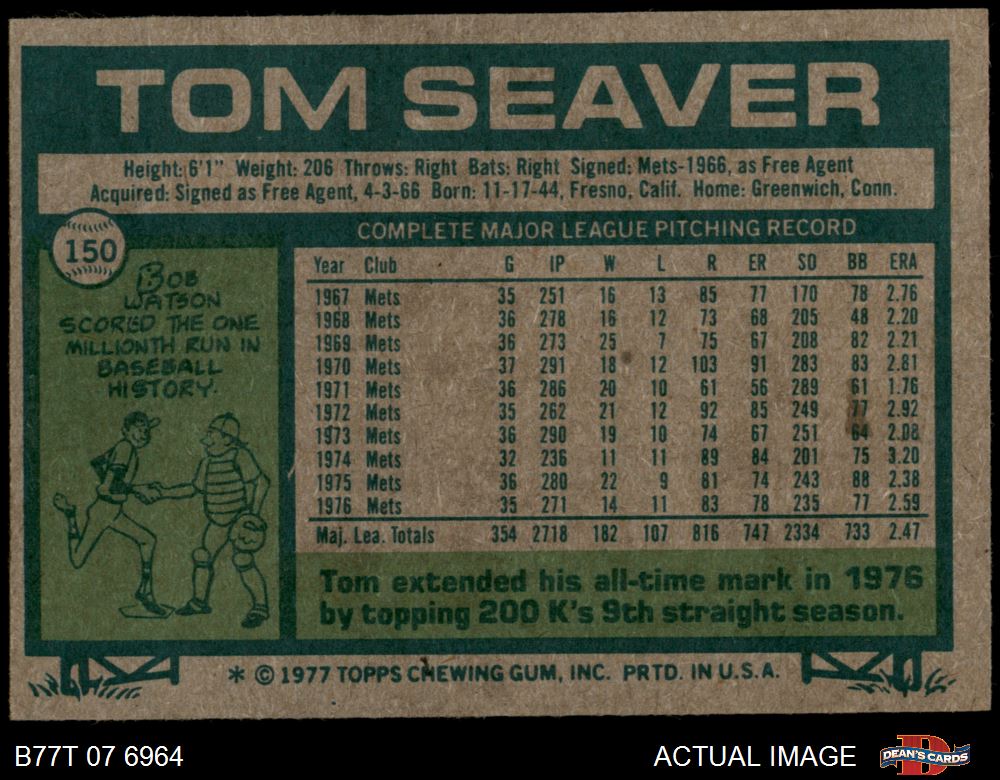 TOM SEAVER
Height: 6'1" Weight: 206 Throws: Right Bats: Right Signed: Mets-1966, as Free Agent
Acquired: Signed as Free Agent, 4-3-66 Born: 11-17-44, Fresno, Calif. Home: Greenwich, Conn.
150
BOB
WATSON
SCORED THE ONE
MILLIONTH RUN IN
BASEBALL
HISTORY.
COMPLETE MAJOR LEAGUE PITCHING RECORD
Year Club G IP W L R ER SO BB ERA
1967 Mets 35 251 16 13 85 77 170 78 2.76
1968 Mets 36 278 16 12 73 68 205 48 2.20
1969 Mets 36 273 25 7 75 67 208 82 2.21
1970 Mets 37 291 18 12 103 91 283 83 2.81
1971 Mets 36 286 20 10 61 56 289 61 1.76
1972 Mets 35 262 21 12 92 85 249 77 2.92
1973 Mets 36 290 19 10 74 67 251 64 2.08
1974 Mets 32 236 11 11 89 84 201 75 3.20
1975 Mets 36 280 22 9 81 74 243 88 2.38
1976 Mets 35 271 14 11 83 78 235 77 2.59
Maj. Lea. Totals 354 2718 182 107 816 747 2334 733 2.47
Tom extended his all-time mark in 1976
by topping 200 K's 9th straight season.
* © 1977 TOPPS CHEWING GUM, INC. PRTD. IN U.S.A.
B77T 07 6964
ACTUAL IMAGE
D
DEAN'S CARDS